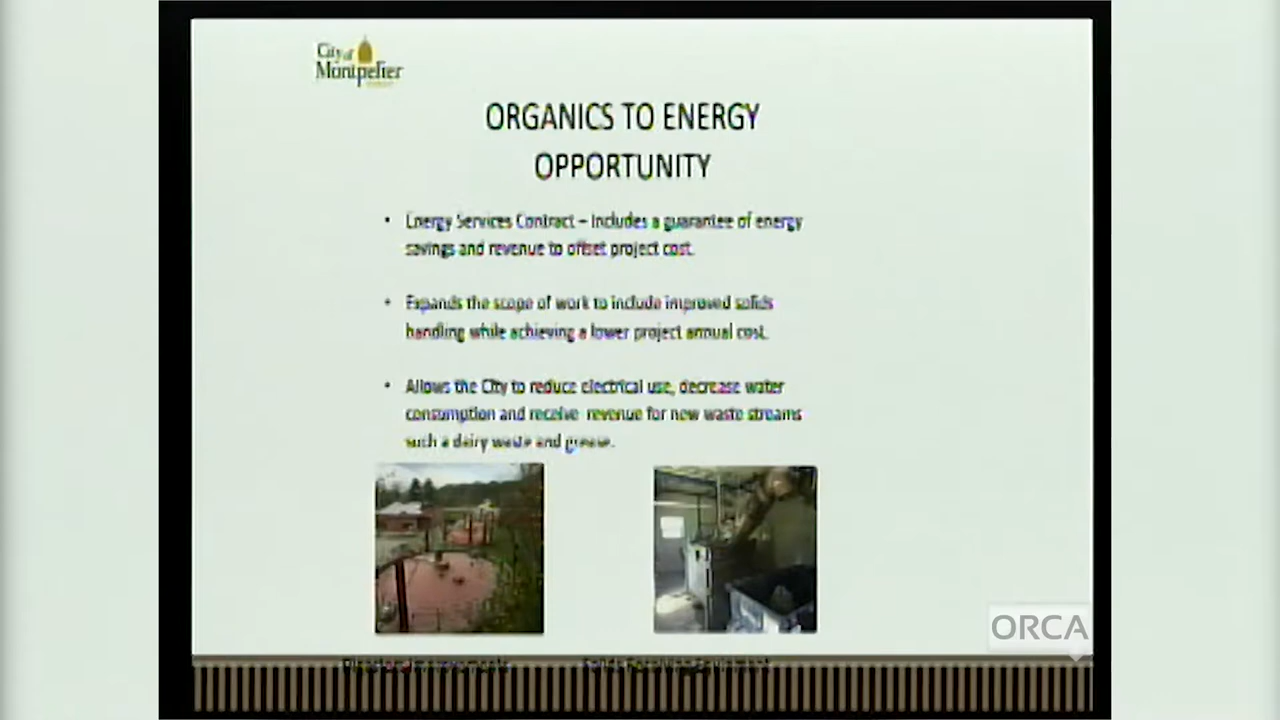 City of
Montpelier
ORGANICS TO ENERGY
OPPORTUNITY
• Energy Services Contract – Includes a guarantee of energy
savings and revenue to offset project cost.
• Expands the scope of work to include improved solids
handling while achieving a lower project annual cost.
• Allows the City to reduce electrical use, decrease water
consumption and receive revenue for new waste streams
such a dairy waste and grease.
ORCA